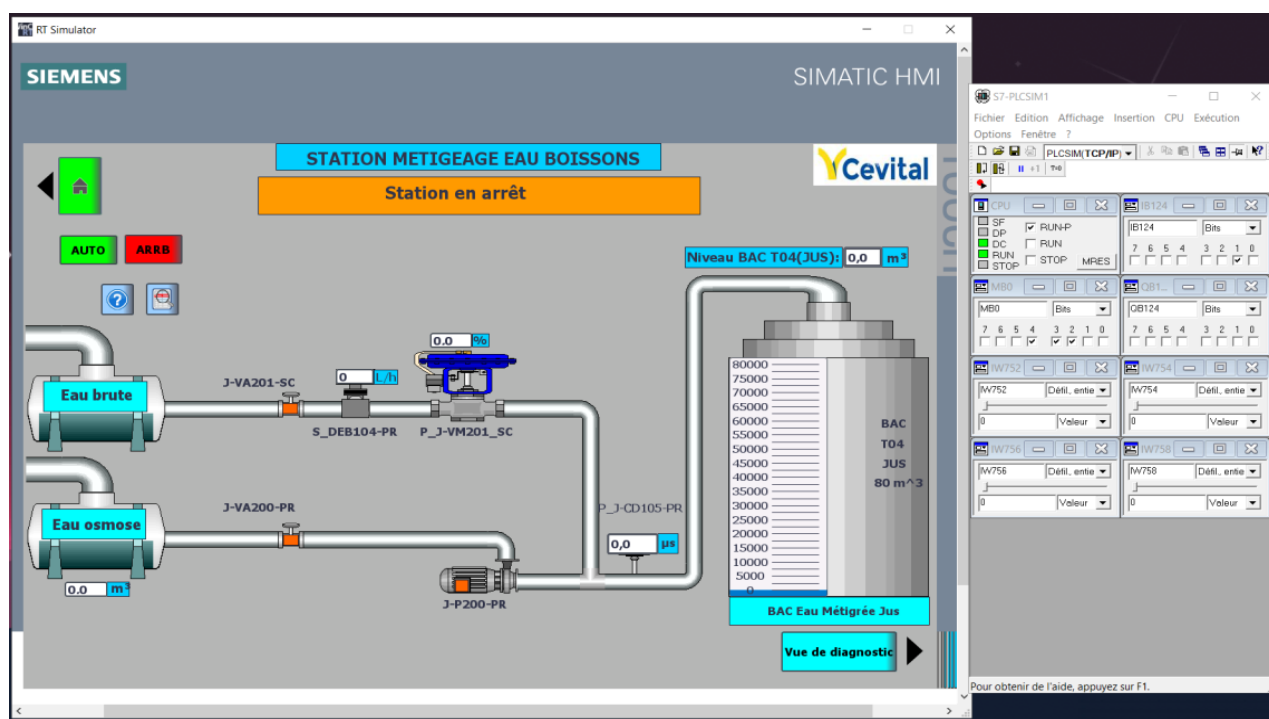 RT Simulator
SIEMENS
SIMATIC HMI
TOUCH
STATION METIGEAGE EAU BOISSONS
Cevital
Station en arrêt
AUTO
ARRB
Niveau BAC T04(JUS): 0,0 m³
0.0 %
Eau brute
J-VA201-SC
0 L/h
S_DEB104-PR
P_J-VM201_SC
80000
75000
70000
65000
60000
55000
50000
45000
40000
35000
30000
25000
20000
15000
10000
5000
0
BAC
T04
JUS
80 m^3
Eau osmose
0.0 m³
J-VA200-PR
P_J-CD105-PR
0,0 µs
J-P200-PR
BAC Eau Métigrée Jus
Vue de diagnostic
S7-PLCSIM1
Fichier Edition Affichage Insertion CPU Exécution
Options Fenêtre ?
PLCSIM(TCP/IP)
+1 T=0
CPU
SF
DP
DC
RUN
STOP
RUN-P
RUN
STOP
MRES
IB124
IB124 Bits
7 6 5 4 3 2 1 0
MB0
MB0 Bits
7 6 5 4 3 2 1 0
QB1...
QB124 Bits
7 6 5 4 3 2 1 0
IW752
IW752 Défil., entie
0 Valeur
IW754
IW754 Défil., entie
0 Valeur
IW756
IW756 Défil., entie
0 Valeur
IW758
IW758 Défil., entie
0 Valeur
Pour obtenir de l'aide, appuyez sur F1.